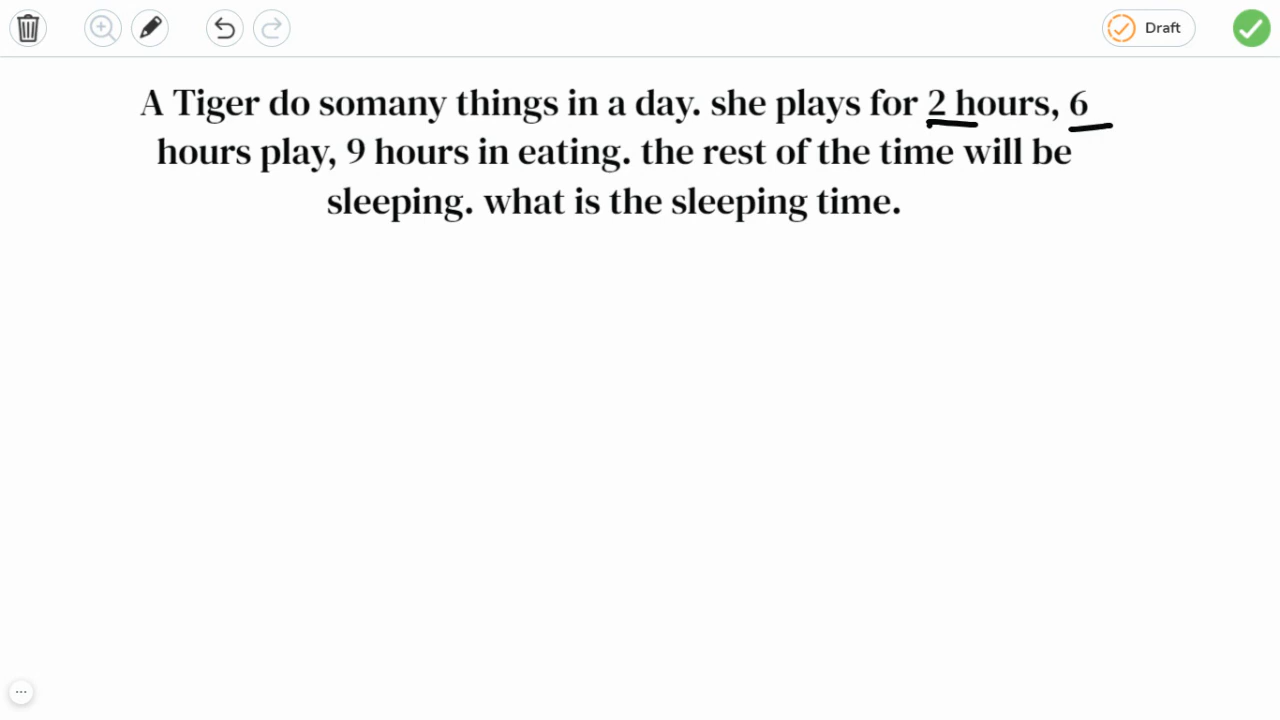 Draft
A Tiger do somany things in a day. she plays for 2 hours, 6
hours play, 9 hours in eating. the rest of the time will be
sleeping. what is the sleeping time.